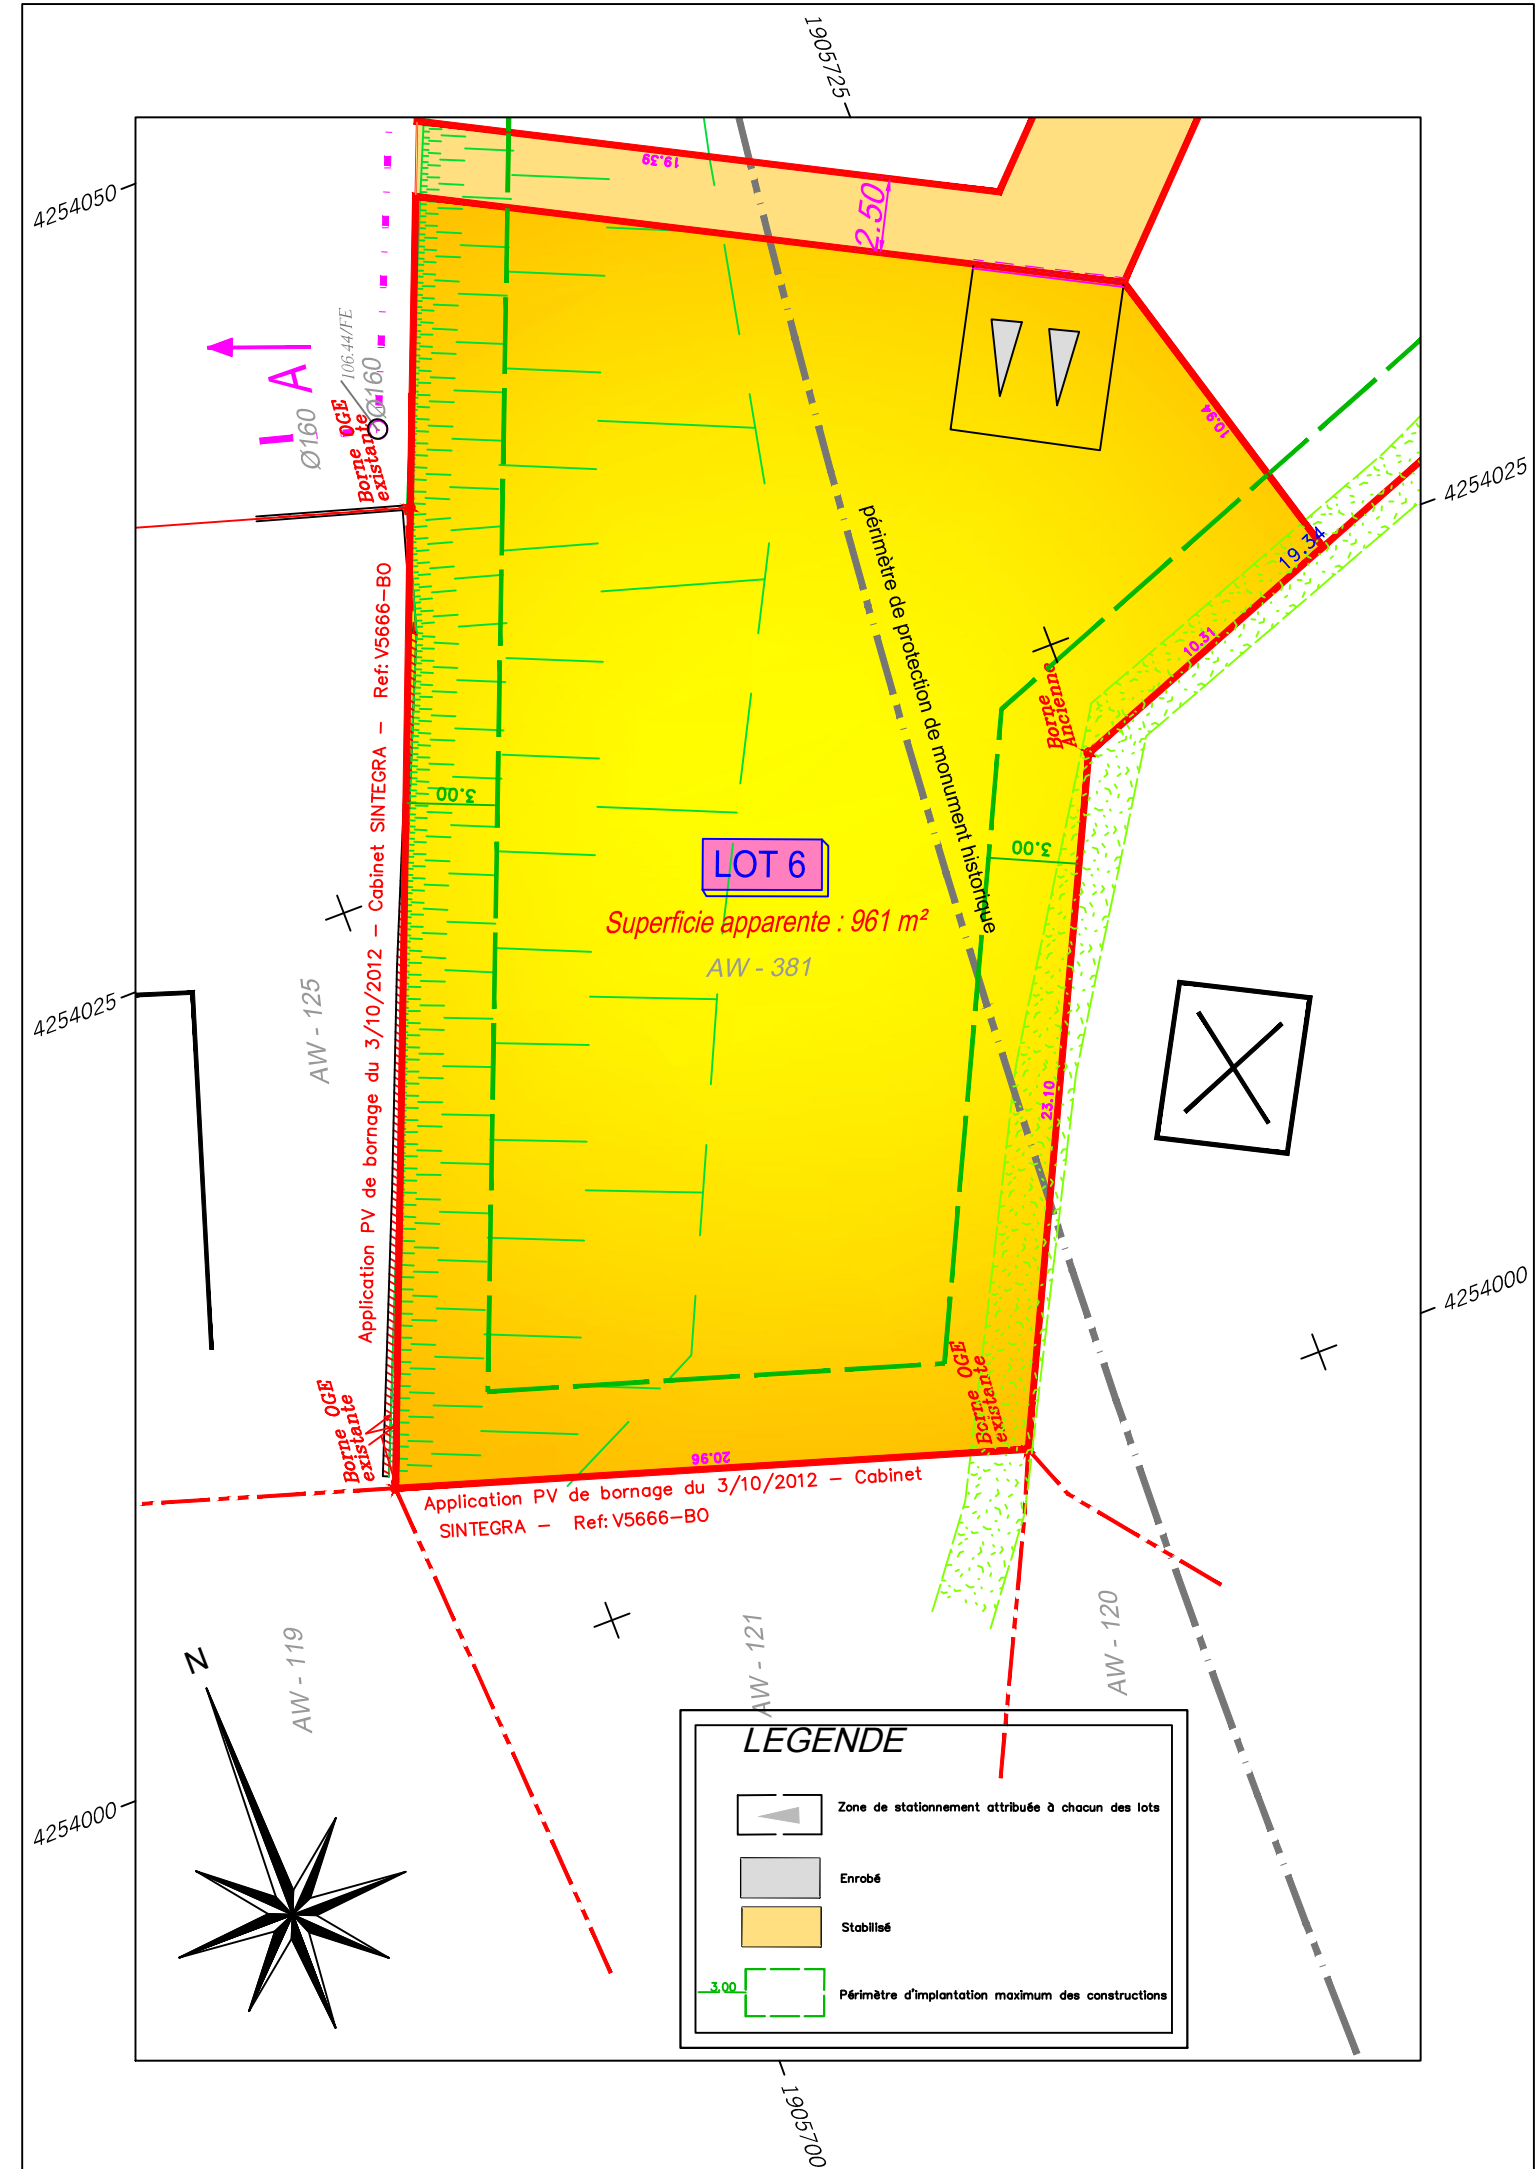 1905725
4254050
19.39
2.50
106.44/FE
Ø160
A
I
Ø160
Borne OGE
existante
10.94
4254025
19.34
10.31
Borne
Ancienne
périmètre de protection de monument historique
Application PV de bornage du 3/10/2012 - Cabinet SINTEGRA - Ref: V5666-BO
3.00
3.00
LOT 6
Superficie apparente : 961 m²
AW - 381
AW - 125
4254025
23.10
4254000
Borne OGE
existante
Borne OGE
existante
20.96
Application PV de bornage du 3/10/2012 - Cabinet
SINTEGRA - Ref: V5666-BO
N
AW - 119
AW - 121
AW - 120
4254000
LEGENDE
Zone de stationnement attribuée à chacun des lots
Enrobé
Stabilisé
3.00
Périmètre d'implantation maximum des constructions
1905700